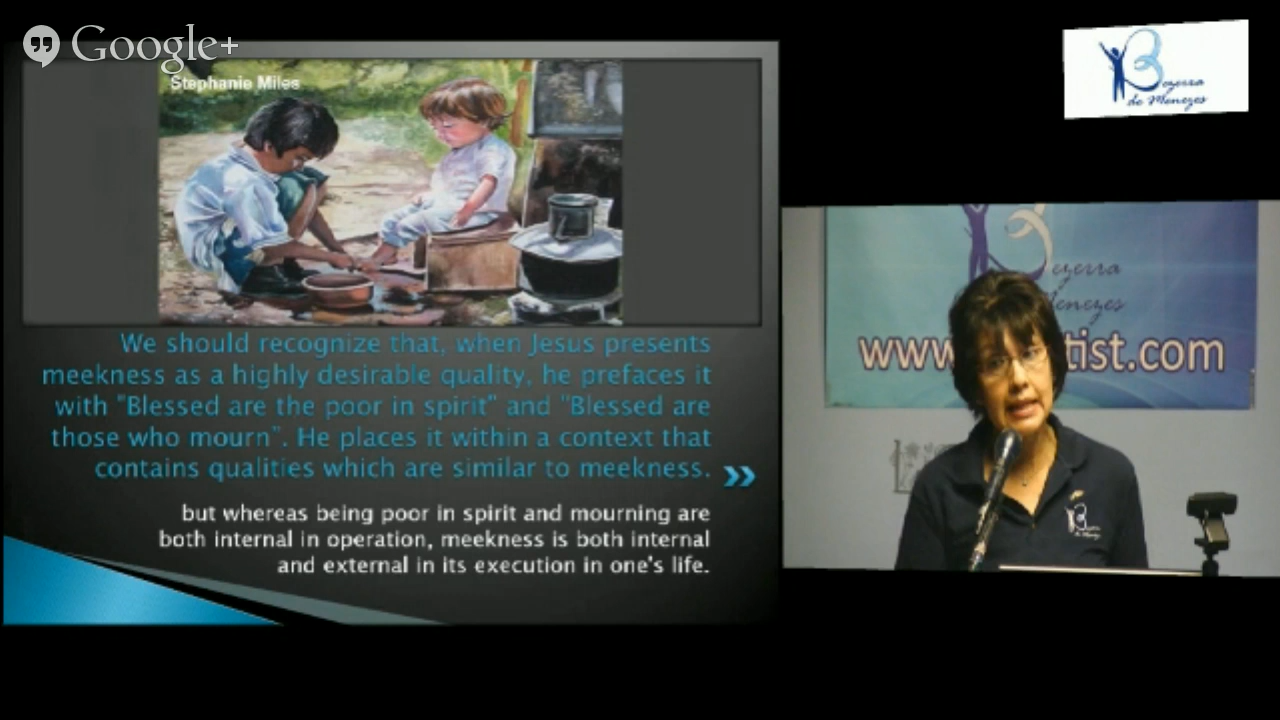 Google+
Stephanie Miles
We should recognize that, when Jesus presents
meekness as a highly desirable quality, he prefaces it
with "Blessed are the poor in spirit" and "Blessed are
those who mourn". He places it within a context that
contains qualities which are similar to meekness.
but whereas being poor in spirit and mourning are
both internal in operation, meekness is both internal
and external in its execution in one's life.
Bezerra
de Menezes
ezerra
enezes
www. tist.com